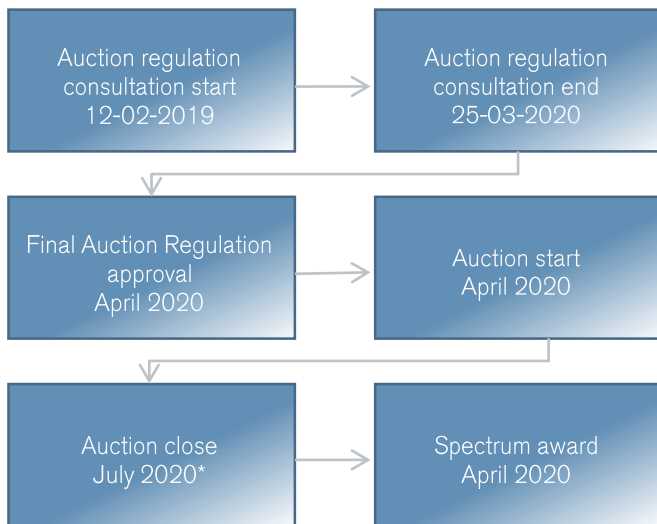 Auction regulation
consultation start
12-02-2019
Auction regulation
consultation end
25-03-2020
Final Auction Regulation
approval
April 2020
Auction start
April 2020
Auction close
July 2020*
Spectrum award
April 2020